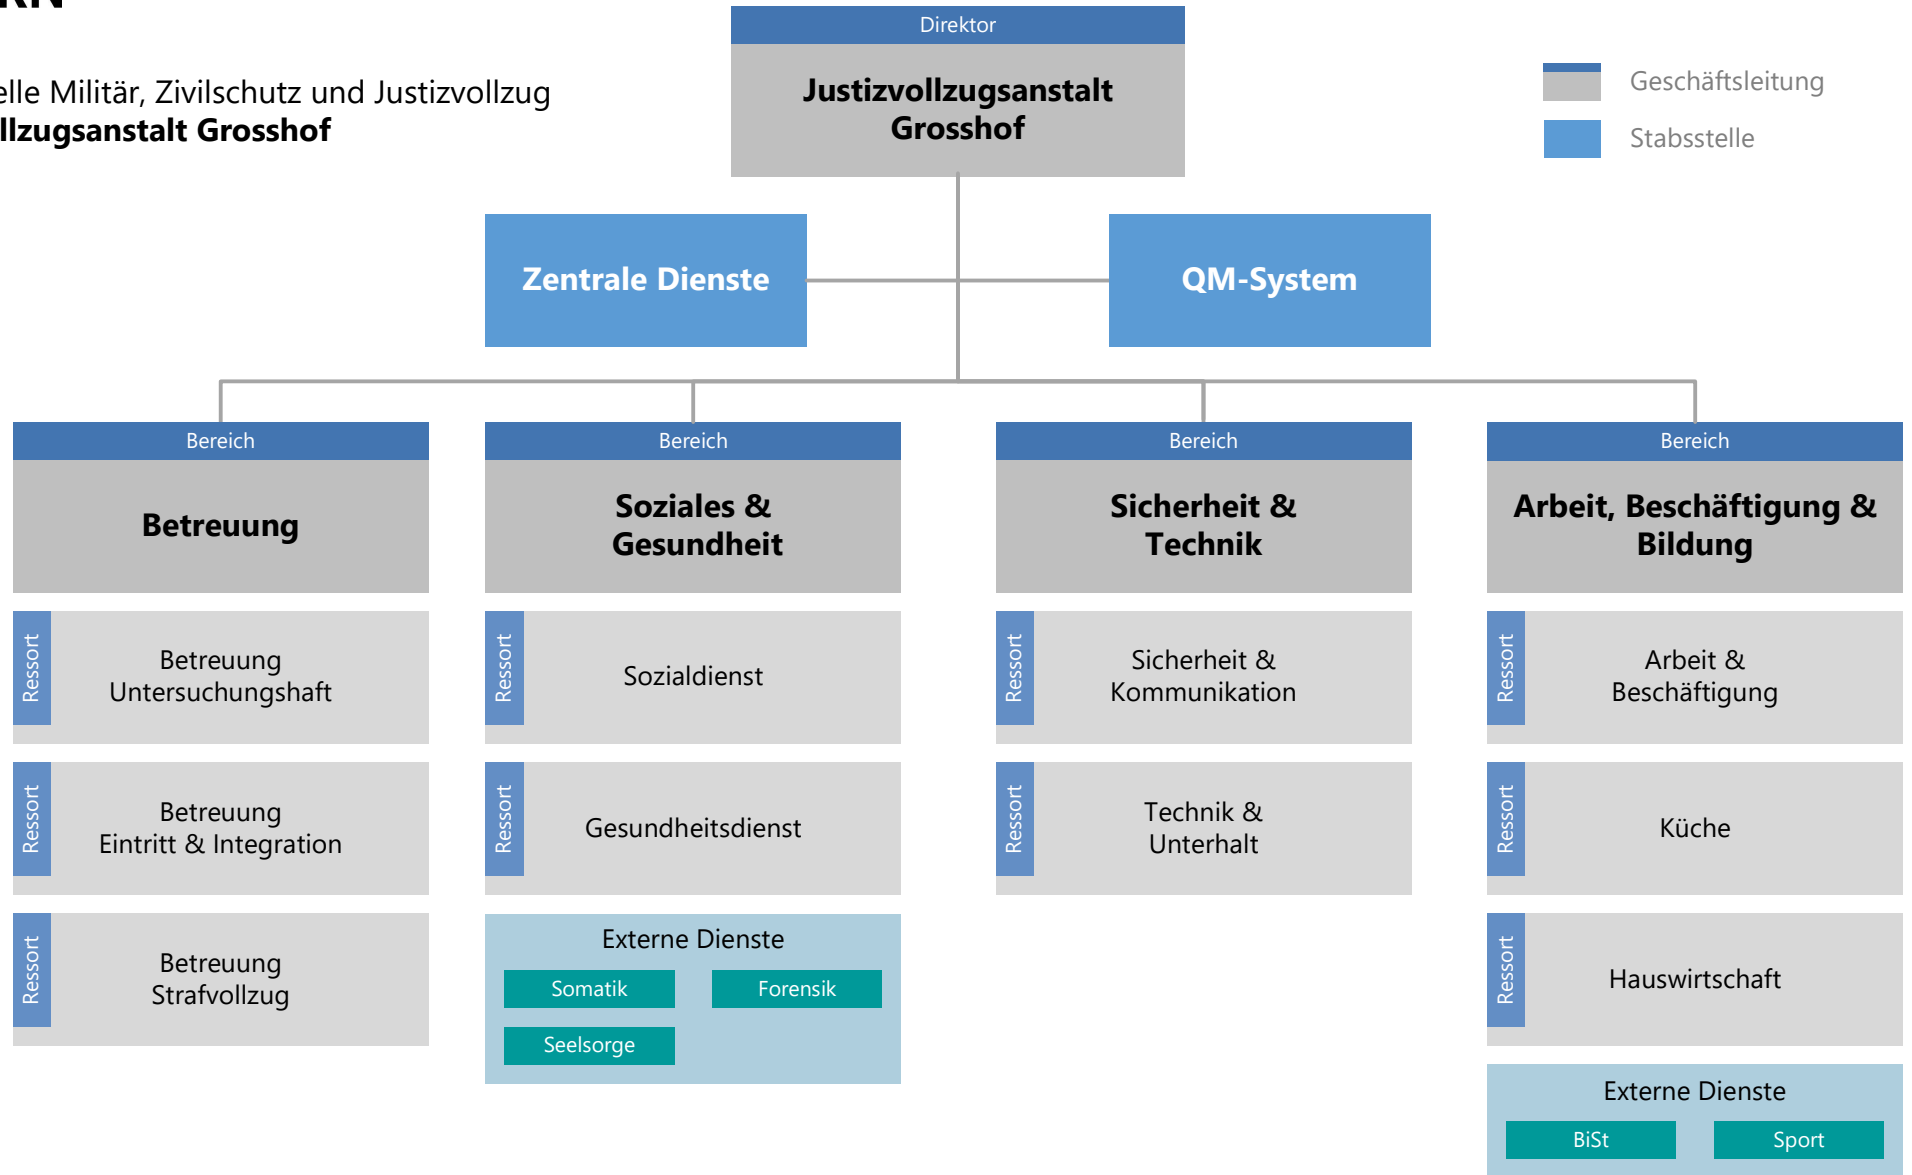 Direktor
Justizvollzugsanstalt
Grosshof
elle Militär, Zivilschutz und Justizvollzug
llzugsanstalt Grosshof
Geschäftsleitung
Stabsstelle
Zentrale Dienste
QM-System
Bereich
Betreuung
Ressort
Betreuung
Untersuchungshaft
Ressort
Betreuung
Eintritt & Integration
Ressort
Betreuung
Strafvollzug
Bereich
Soziales &
Gesundheit
Ressort
Sozialdienst
Ressort
Gesundheitsdienst
Externe Dienste
Somatik
Forensik
Seelsorge
Bereich
Sicherheit &
Technik
Ressort
Sicherheit &
Kommunikation
Ressort
Technik &
Unterhalt
Bereich
Arbeit, Beschäftigung &
Bildung
Ressort
Arbeit &
Beschäftigung
Ressort
Küche
Ressort
Hauswirtschaft
Externe Dienste
BiSt
Sport